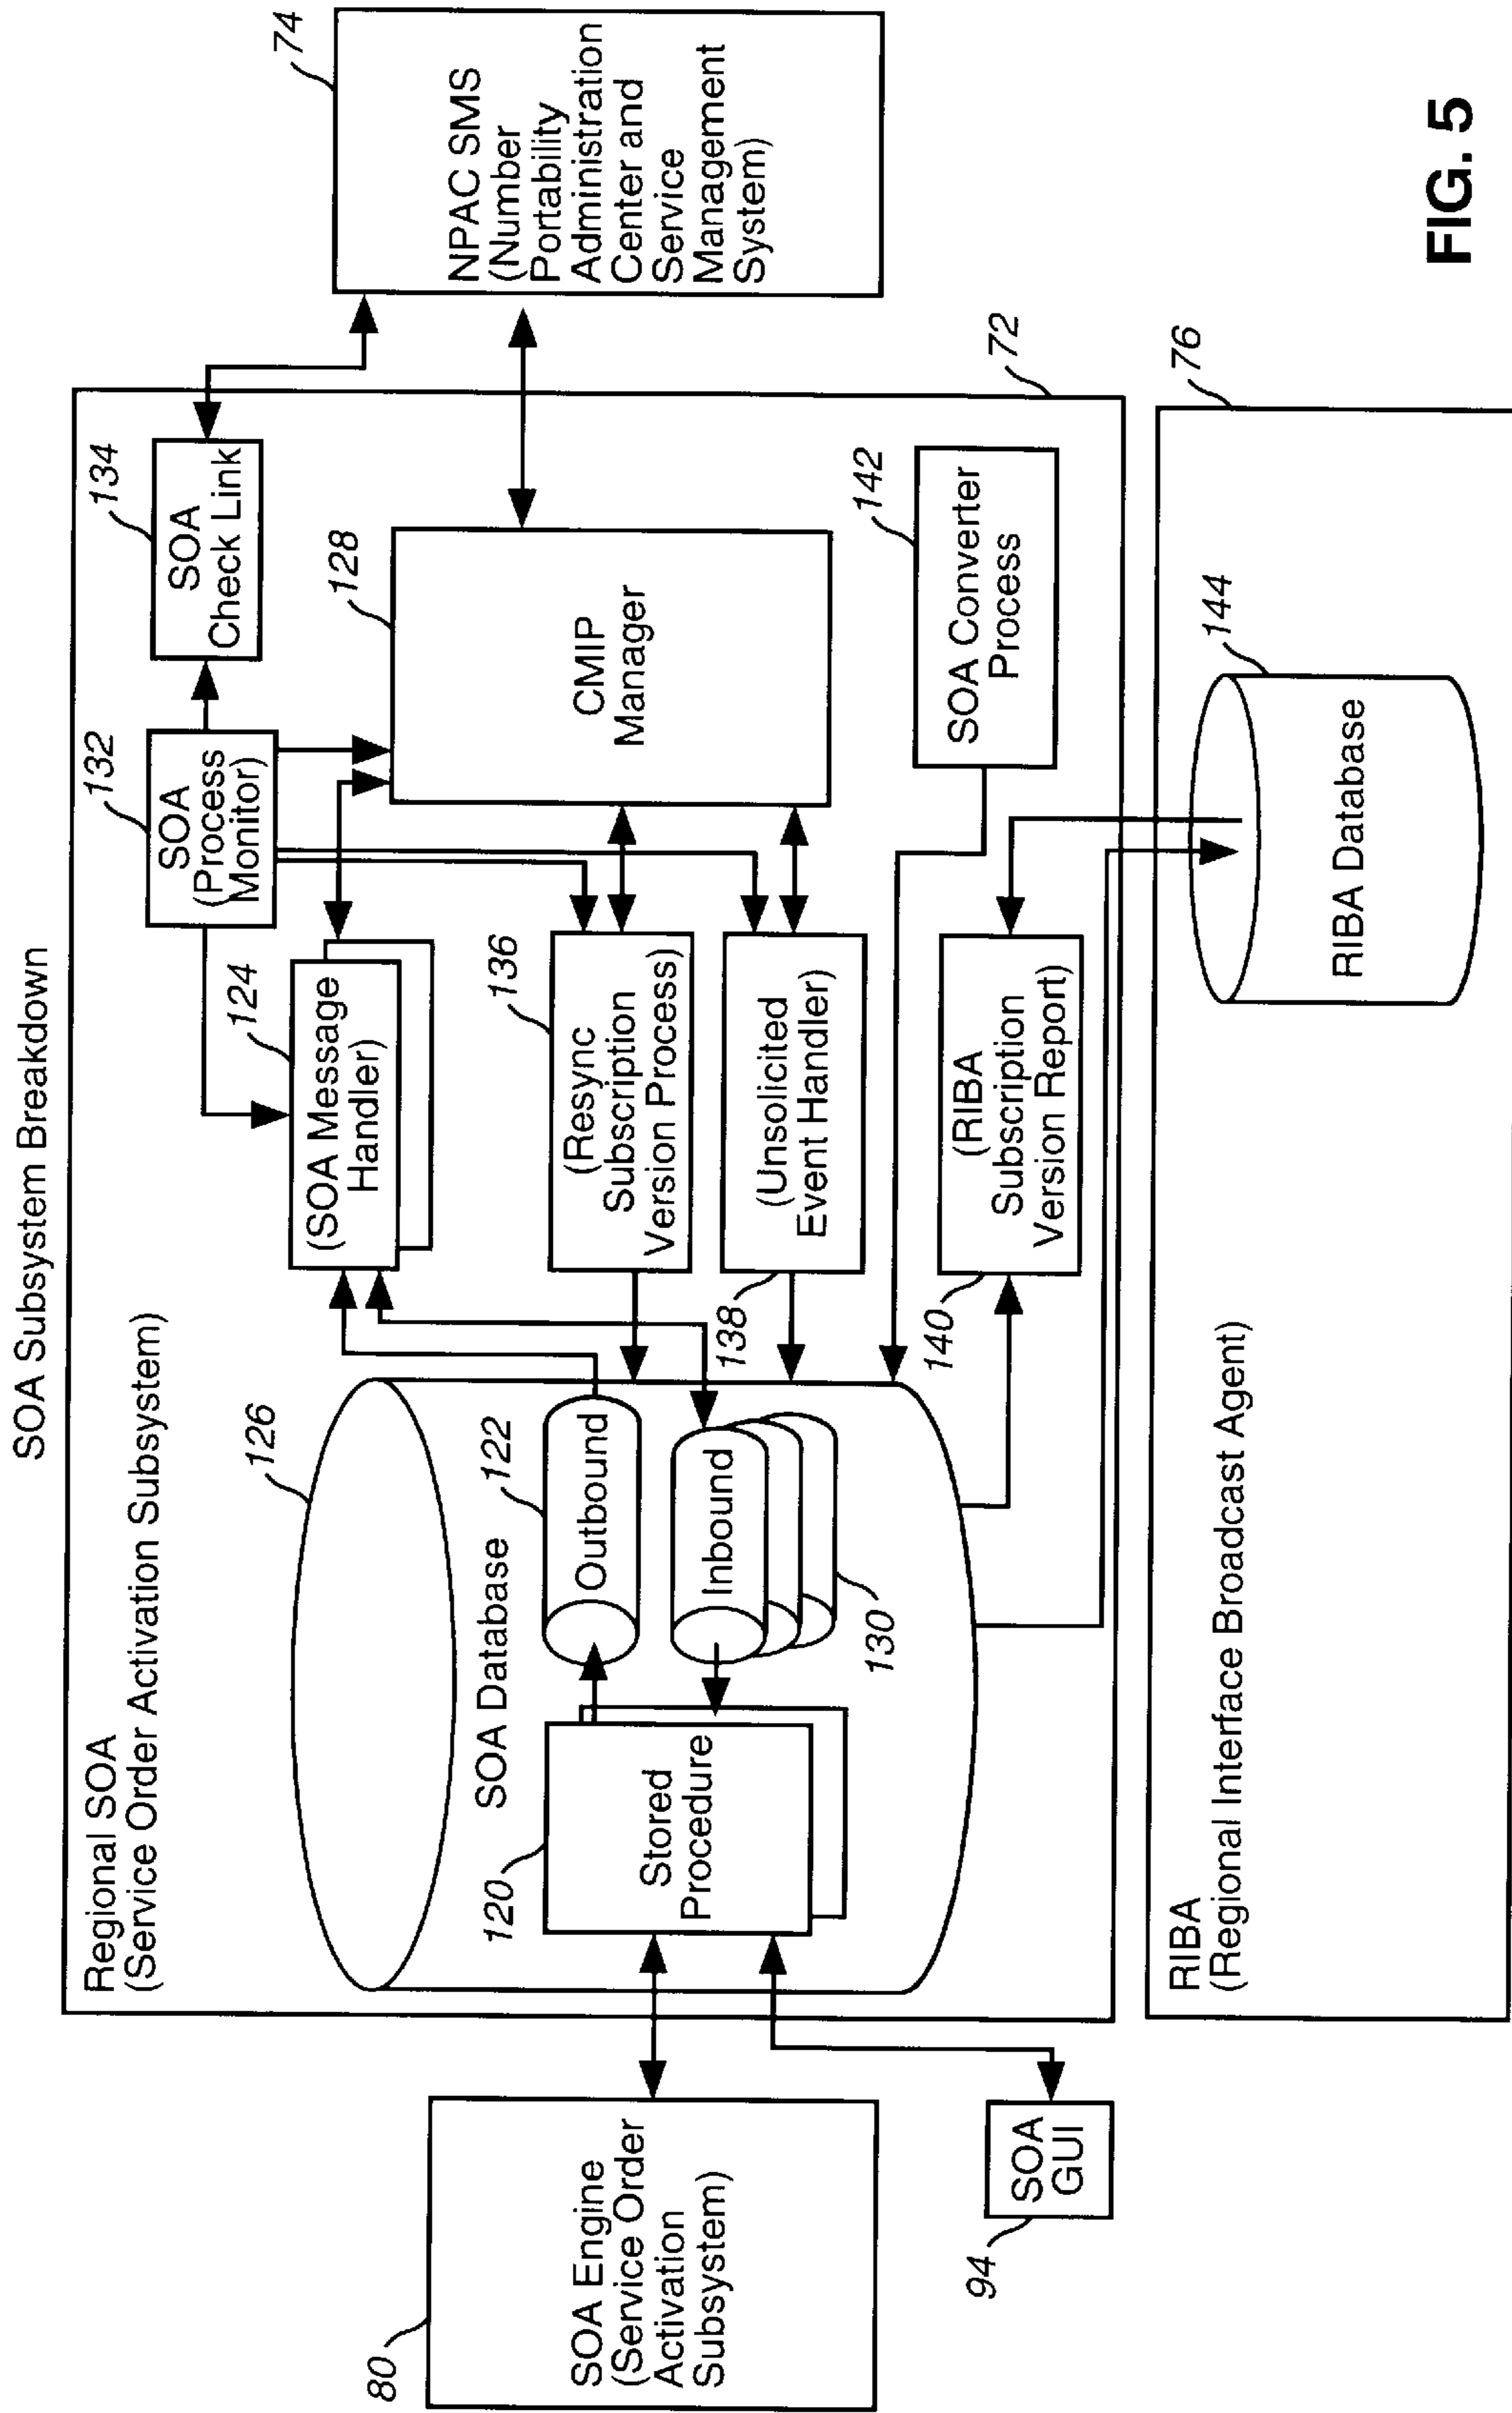 SOA Subsystem Breakdown
Regional SOA
(Service Order Activation Subsystem)
126
SOA Database
120
Stored
Procedure
122
Outbound
Inbound
130
124
(SOA Message
Handler)
132
SOA
(Process
Monitor)
134
SOA
Check Link
136
(Resync
Subscription
Version Process)
138
(Unsolicited
Event Handler)
128
CMIP
Manager
142
SOA Converter
Process
140
(RIBA
Subscription
Version Report)
72
74
NPAC SMS
(Number
Portability
Administration
Center and
Service
Management
System)
80
SOA Engine
(Service Order
Activation
Subsystem)
94
SOA
GUI
RIBA
(Regional Interface Broadcast Agent)
76
144
RIBA Database
FIG. 5